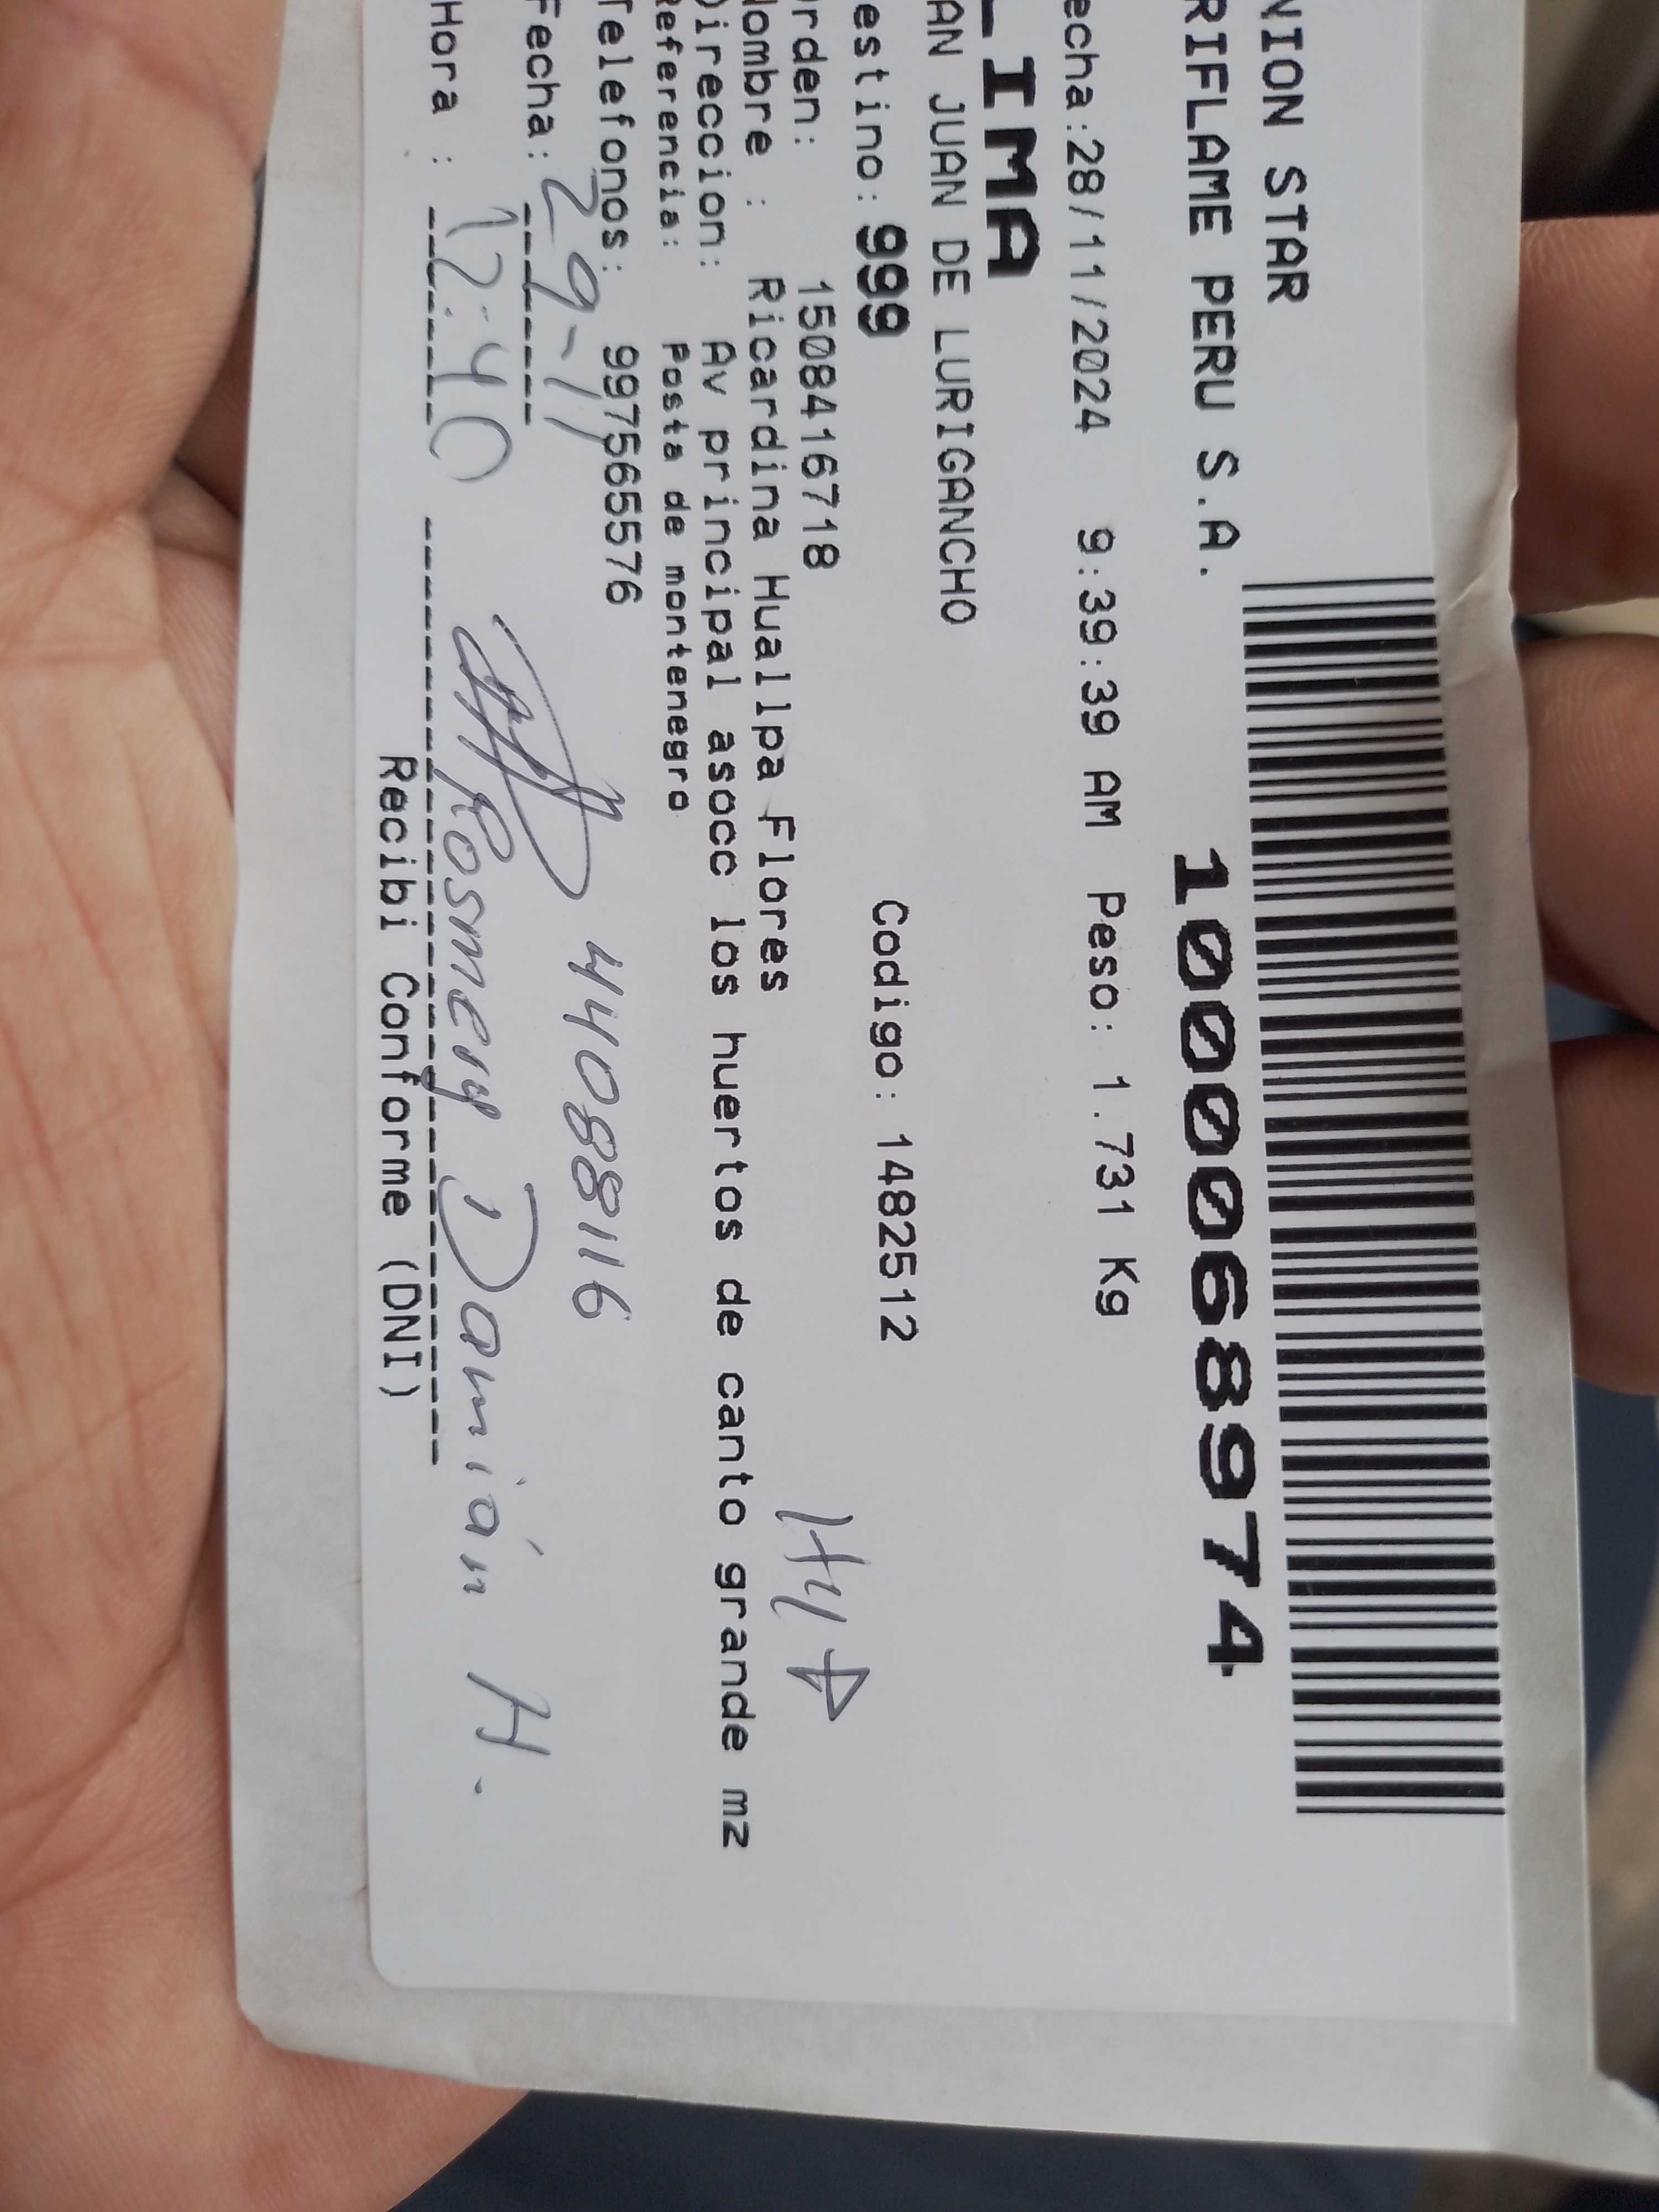 NION STAR
RIFLAME PERU S.A. 1000068974
echa:28/11/2024 9:39:39 AM Peso: 1.731 Kg
LIMA
AN JUAN DE LURIGANCHO
estino: 999 Codigo: 1482512
rden: 1508416718
Nombre : Ricardina Huallpa Flores
Direccion: Av principal asocc los huertos de canto grande mz
Referencia: Posta de montenegro
Telefonos: 997565576
44088116
Fecha: 29-11
Hora : 12:40 Rosmery Damián H.
Recibi Conforme (DNI)